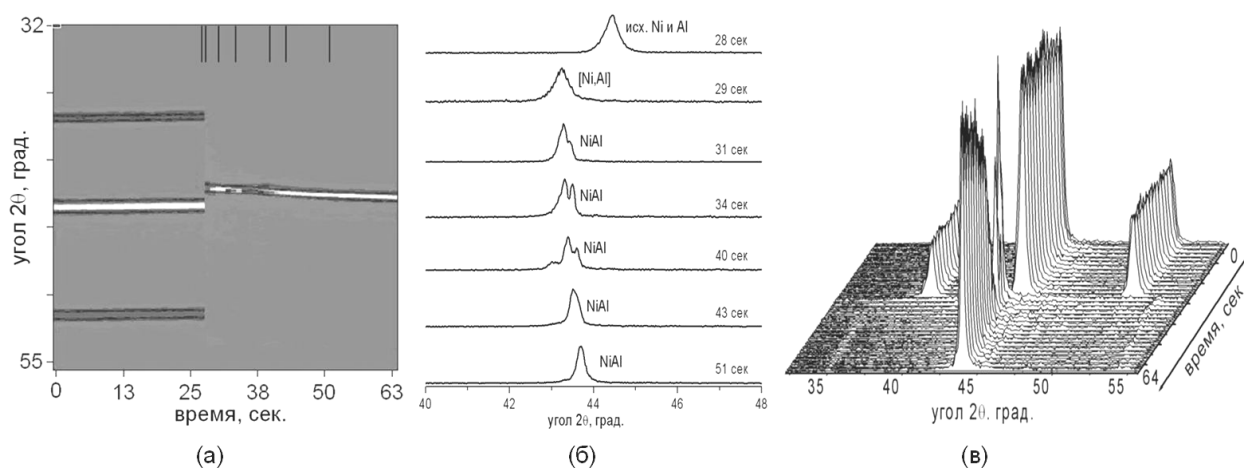 32
55
угол 2θ, град.
0 13 25 38 50 63
время, сек.
(а)
исх. Ni и Al
28 сек
[Ni,Al]
29 сек
NiAl
31 сек
NiAl
34 сек
NiAl
40 сек
NiAl
43 сек
NiAl
51 сек
40 42 44 46 48
угол 2θ, град.
(б)
0
64
время, сек
35 40 45 50 55
угол 2θ. град.
(в)